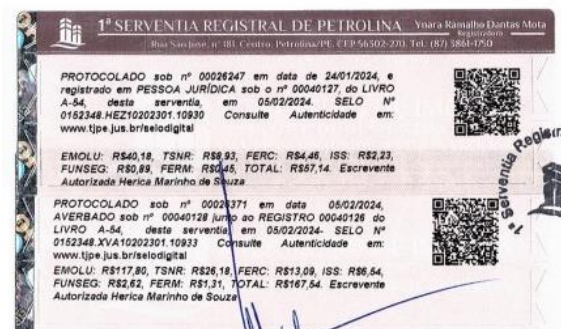 1ª SERVENTIA REGISTRAL DE PETROLINA Ynara Ramalho Dantas Mota
Registradora
Rua São José, nº 181, Centro, Petrolina/PE, CEP 56302-270, Tel.: (87) 3861-1750
PROTOCOLADO sob nº 00026247 em data de 24/01/2024, e
registrado em PESSOA JURÍDICA sob o nº 00040127, do LIVRO
A-54, desta serventia, em 05/02/2024. SELO Nº
0152348.HEZ10202301.10930 Consulte Autenticidade em:
www.tjpe.jus.br/selodigital
EMOLU: R$40,18, TSNR: R$8,93, FERC: R$4,46, ISS: R$2,23,
FUNSEG: R$0,89, FERM: R$0,45, TOTAL: R$57,14. Escrevente
Autorizada Herica Marinho de Souza
PROTOCOLADO sob nº 00026371 em data 05/02/2024,
AVERBADO sob nº 00040128 junto ao REGISTRO 00040126 do
LIVRO A-54, desta serventia, em 05/02/2024- SELO Nº
0152348.XVA10202301.10933 Consulte Autenticidade em:
www.tjpe.jus.br/selodigital
EMOLU: R$117,80, TSNR: R$26,18, FERC: R$13,09, ISS: R$6,54,
FUNSEG: R$2,62, FERM: R$1,31, TOTAL: R$167,54. Escrevente
Autorizada Herica Marinho de Souza
1ª Serventia Regist